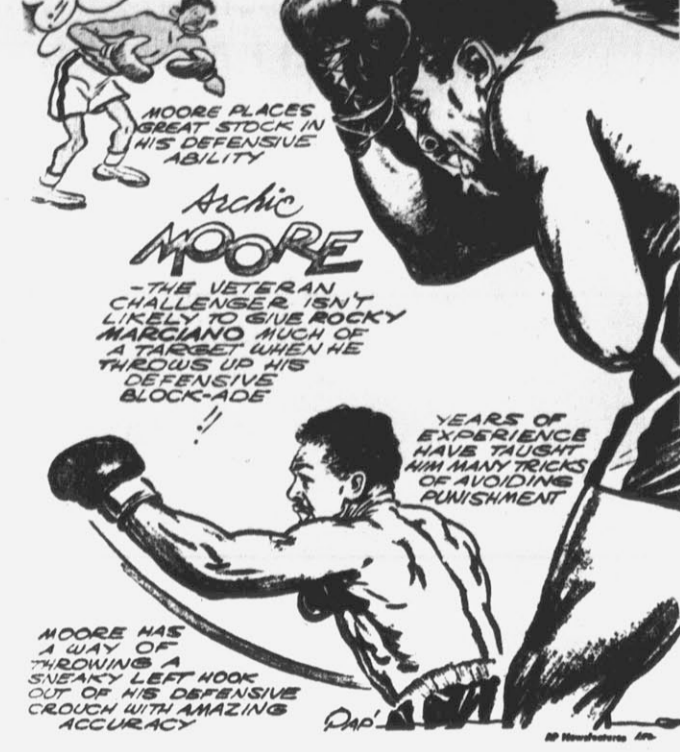 MOORE PLACES
GREAT STOCK IN
HIS DEFENSIVE
ABILITY
Archie
MOORE
-THE VETERAN
CHALLENGER ISN'T
LIKELY TO GIVE ROCKY
MARCIANO MUCH OF
A TARGET WHEN HE
THROWS UP HIS
DEFENSIVE
BLOCK-ADE
!!
YEARS OF
EXPERIENCE
HAVE TAUGHT
HIM MANY TRICKS
OF AVOIDING
PUNISHMENT
MOORE HAS
A WAY OF
THROWING A
SNEAKY LEFT HOOK
OUT OF HIS DEFENSIVE
CROUCH WITH AMAZING
ACCURACY
PAP'
AP Newsfeatures